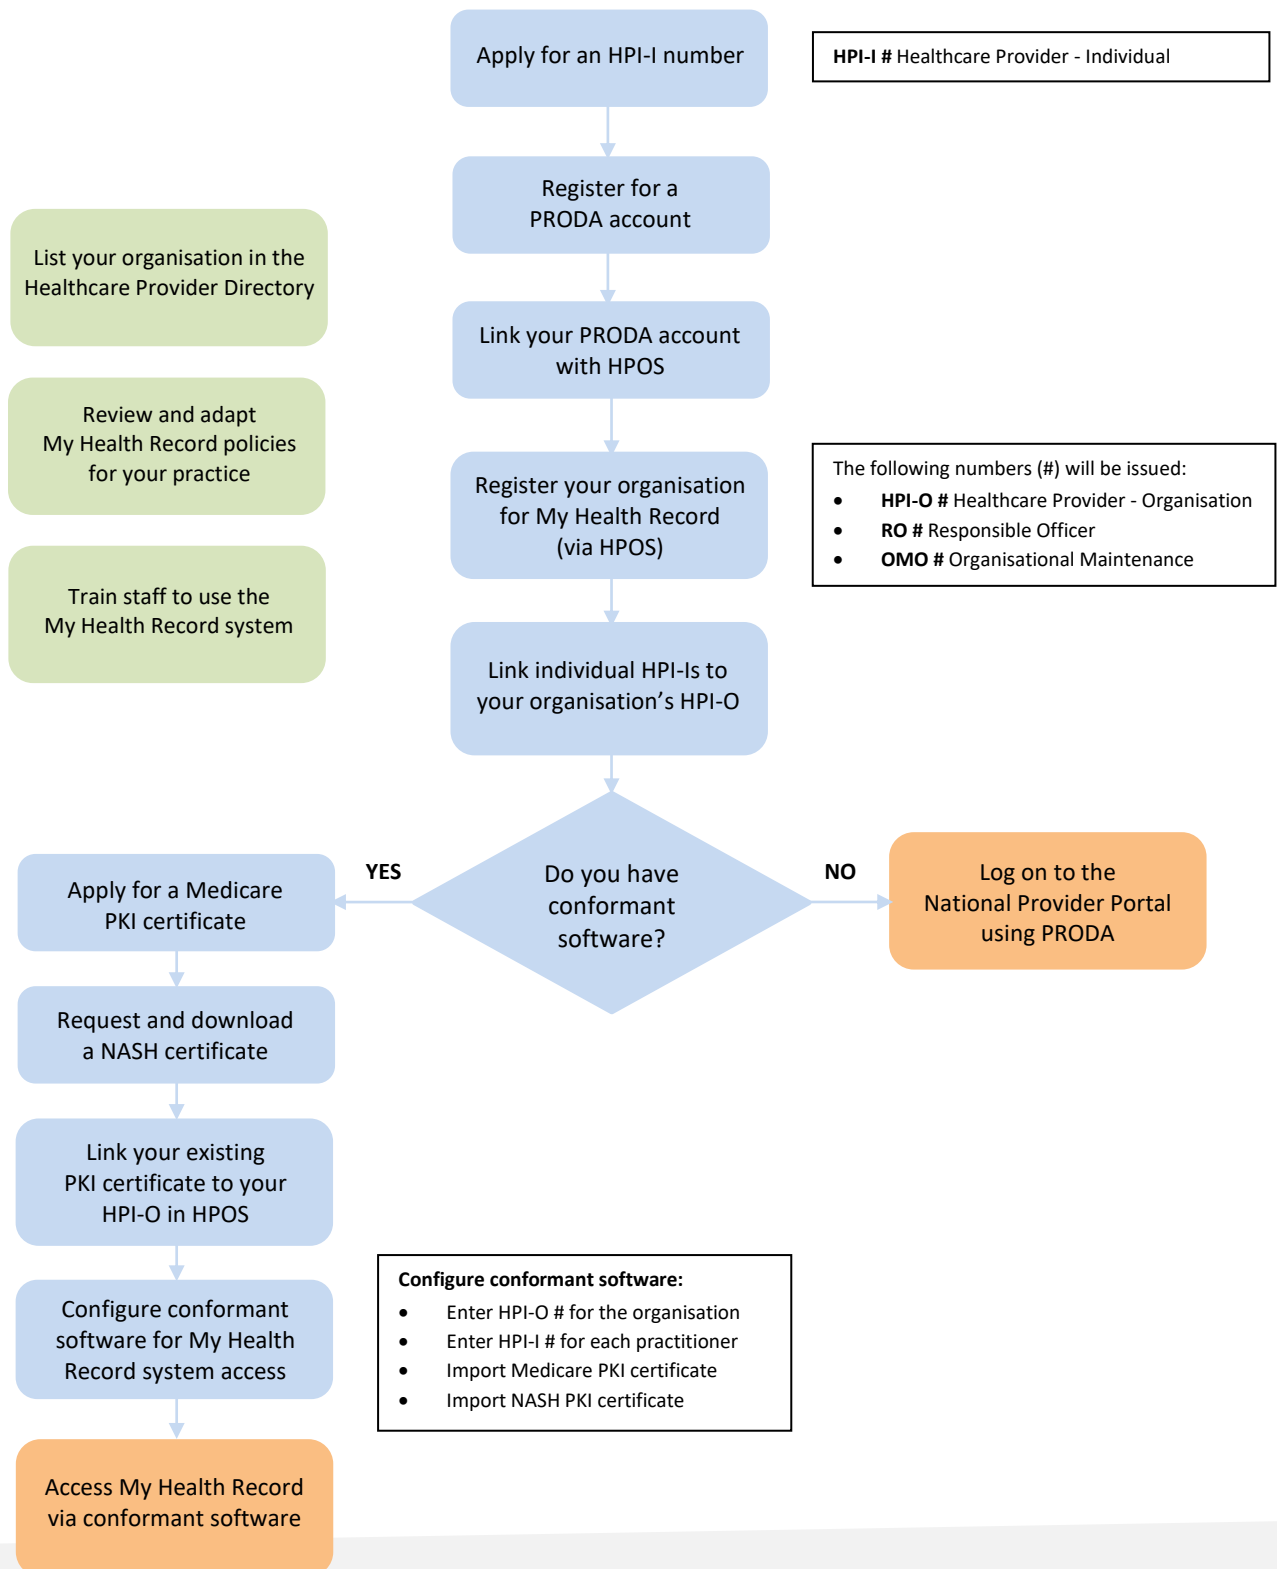 Apply for an HPI-I number
HPI-I # Healthcare Provider - Individual
Register for a
PRODA account
List your organisation in the
Healthcare Provider Directory
Link your PRODA account
with HPOS
Review and adapt
My Health Record policies
for your practice
Register your organisation
for My Health Record
(via HPOS)
The following numbers (#) will be issued:
• HPI-O # Healthcare Provider - Organisation
• RO # Responsible Officer
• OMO # Organisational Maintenance
Train staff to use the
My Health Record system
Link individual HPI-Is to
your organisation’s HPI-O
Do you have
conformant
software?
YES
NO
Log on to the
National Provider Portal
using PRODA
Apply for a Medicare
PKI certificate
Request and download
a NASH certificate
Link your existing
PKI certificate to your
HPI-O in HPOS
Configure conformant
software for My Health
Record system access
Configure conformant software:
• Enter HPI-O # for the organisation
• Enter HPI-I # for each practitioner
• Import Medicare PKI certificate
• Import NASH PKI certificate
Access My Health Record
via conformant software